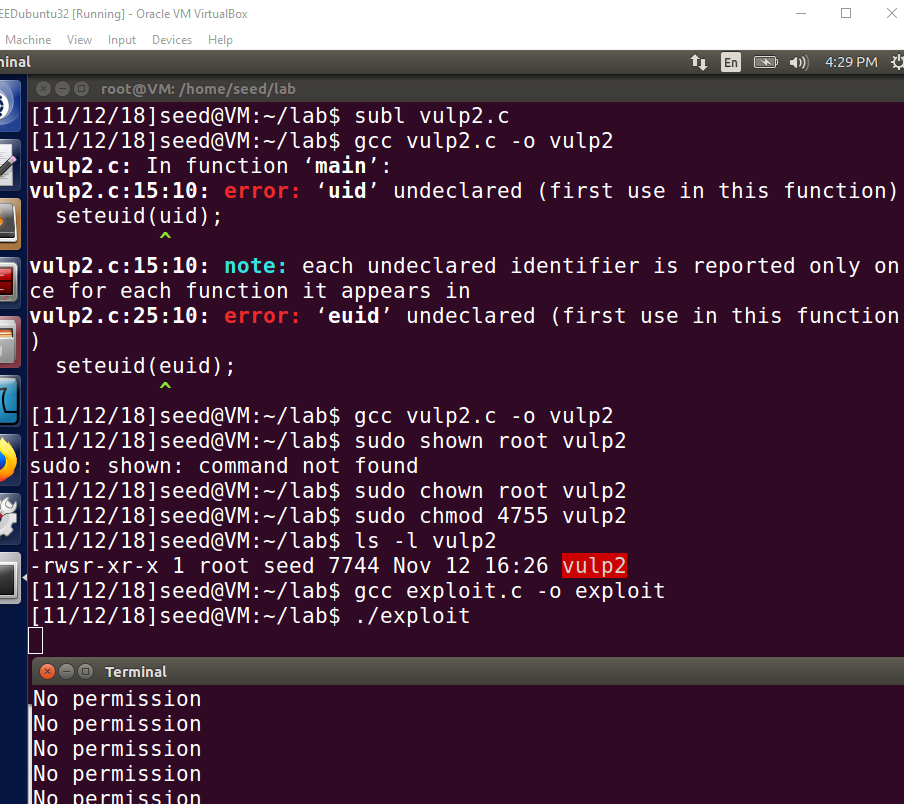 EEDubuntu32 [Running] - Oracle VM VirtualBox
Machine View Input Devices Help
minal
En
4:29 PM
root@VM: /home/seed/lab
[11/12/18]seed@VM:~/lab$ subl vulp2.c
[11/12/18]seed@VM:~/lab$ gcc vulp2.c -o vulp2
vulp2.c: In function ‘main’:
vulp2.c:15:10: error: ‘uid’ undeclared (first use in this function)
  seteuid(uid);
          ^
vulp2.c:15:10: note: each undeclared identifier is reported only on
ce for each function it appears in
vulp2.c:25:10: error: ‘euid’ undeclared (first use in this function
)
  seteuid(euid);
          ^
[11/12/18]seed@VM:~/lab$ gcc vulp2.c -o vulp2
[11/12/18]seed@VM:~/lab$ sudo shown root vulp2
sudo: shown: command not found
[11/12/18]seed@VM:~/lab$ sudo chown root vulp2
[11/12/18]seed@VM:~/lab$ sudo chmod 4755 vulp2
[11/12/18]seed@VM:~/lab$ ls -l vulp2
-rwsr-xr-x 1 root seed 7744 Nov 12 16:26 vulp2
[11/12/18]seed@VM:~/lab$ gcc exploit.c -o exploit
[11/12/18]seed@VM:~/lab$ ./exploit
Terminal
No permission
No permission
No permission
No permission
No permission